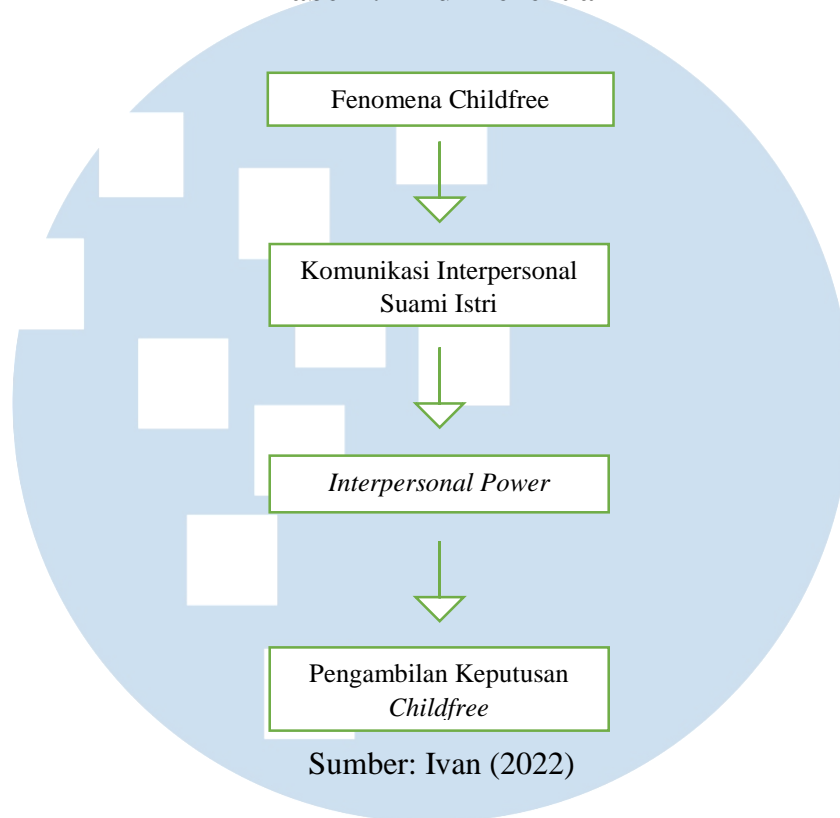 Fenomena Childfree
Komunikasi Interpersonal
Suami Istri
Interpersonal Power
Pengambilan Keputusan
Childfree
Sumber: Ivan (2022)